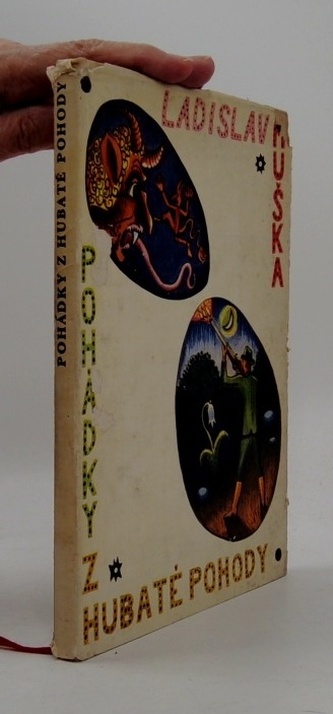 POHÁDKY Z HUBATÉ POHODY
LADISLAV
HUŠKA
POHÁDKY
Z
HUBATÉ POHODY